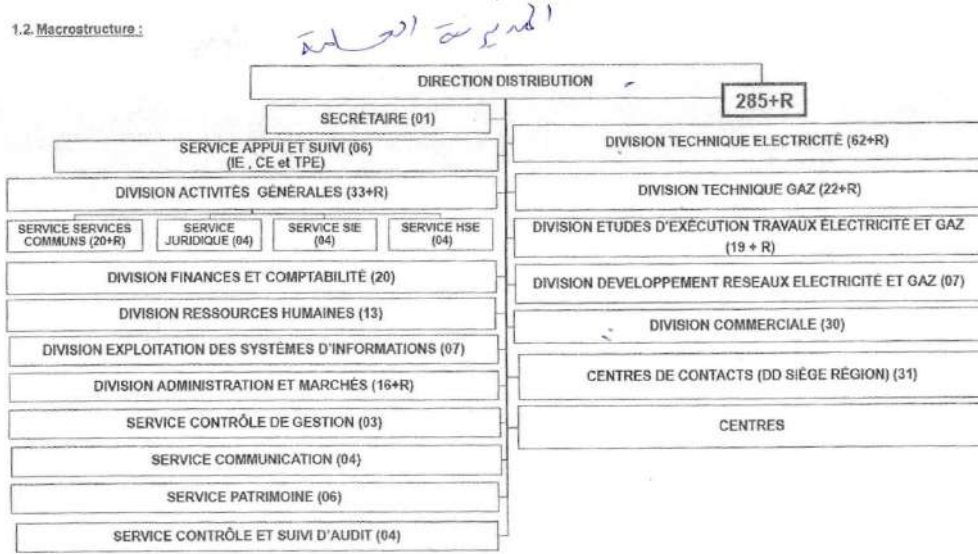 1.2. Macrostructure :
المديرية العامة
DIRECTION DISTRIBUTION
285+R
SECRÉTAIRE (01)
SERVICE APPUI ET SUIVI (06)
(IE , CE et TPE)
DIVISION ACTIVITÉS GÉNÉRALES (33+R)
SERVICE SERVICES
COMMUNS (20+R)
SERVICE
JURIDIQUE (04)
SERVICE SIE
(04)
SERVICE HSE
(04)
DIVISION FINANCES ET COMPTABILITÉ (20)
DIVISION RESSOURCES HUMAINES (13)
DIVISION EXPLOITATION DES SYSTÈMES D'INFORMATIONS (07)
DIVISION ADMINISTRATION ET MARCHÉS (16+R)
SERVICE CONTRÔLE DE GESTION (03)
SERVICE COMMUNICATION (04)
SERVICE PATRIMOINE (06)
SERVICE CONTRÔLE ET SUIVI D'AUDIT (04)
DIVISION TECHNIQUE ELECTRICITÉ (62+R)
DIVISION TECHNIQUE GAZ (22+R)
DIVISION ETUDES D'EXÉCUTION TRAVAUX ÉLECTRICITÉ ET GAZ
(19 + R)
DIVISION DEVELOPPEMENT RESEAUX ELECTRICITÉ ET GAZ (07)
DIVISION COMMERCIALE (30)
CENTRES DE CONTACTS (DD SIÈGE RÉGION) (31)
CENTRES